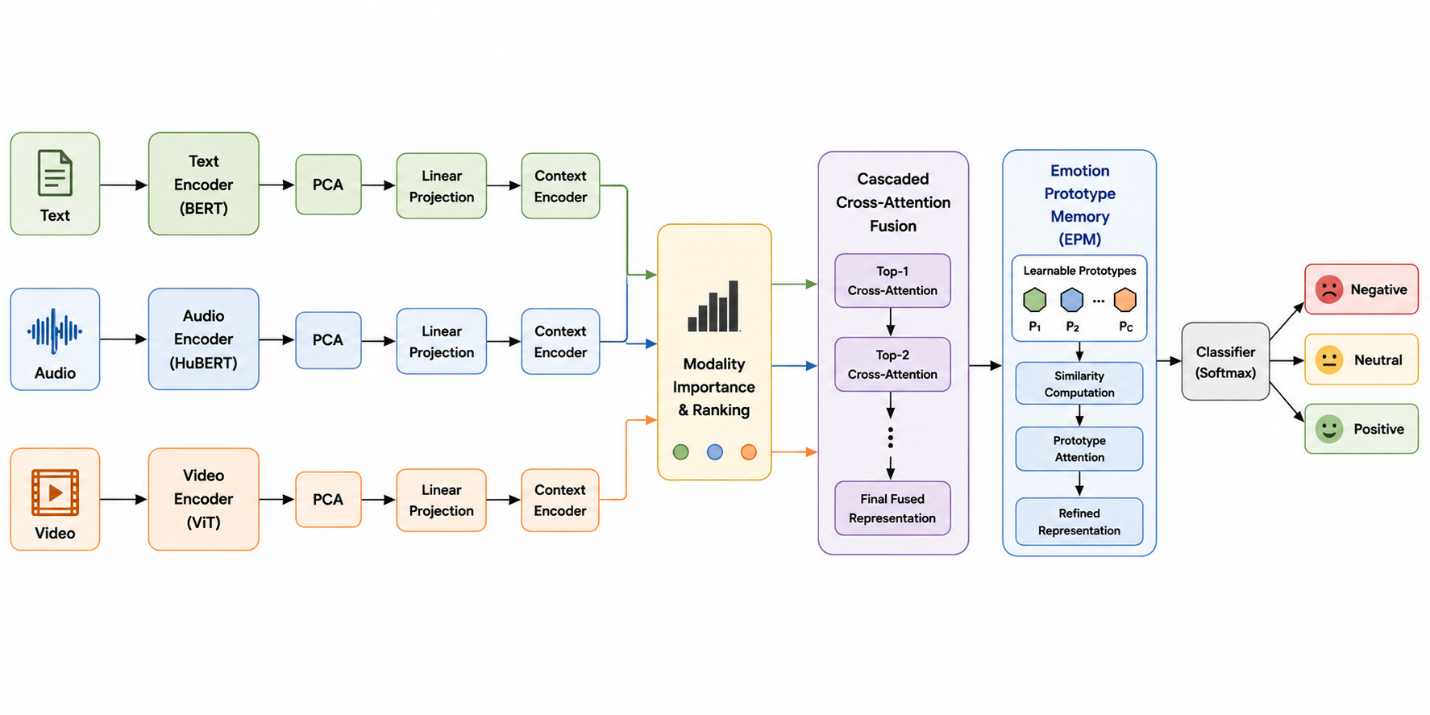 Text
Text
Encoder
(BERT)
PCA
Linear
Projection
Context
Encoder
Audio
Audio
Encoder
(HuBERT)
PCA
Linear
Projection
Context
Encoder
Video
Video
Encoder
(ViT)
PCA
Linear
Projection
Context
Encoder
Modality
Importance
& Ranking
Cascaded
Cross-Attention
Fusion
Top-1
Cross-Attention
Top-2
Cross-Attention
Final Fused
Representation
Emotion
Prototype
Memory
(EPM)
Learnable Prototypes
...
P₁ P₂ P_C
Similarity
Computation
Prototype
Attention
Refined
Representation
Classifier
(Softmax)
Negative
Neutral
Positive